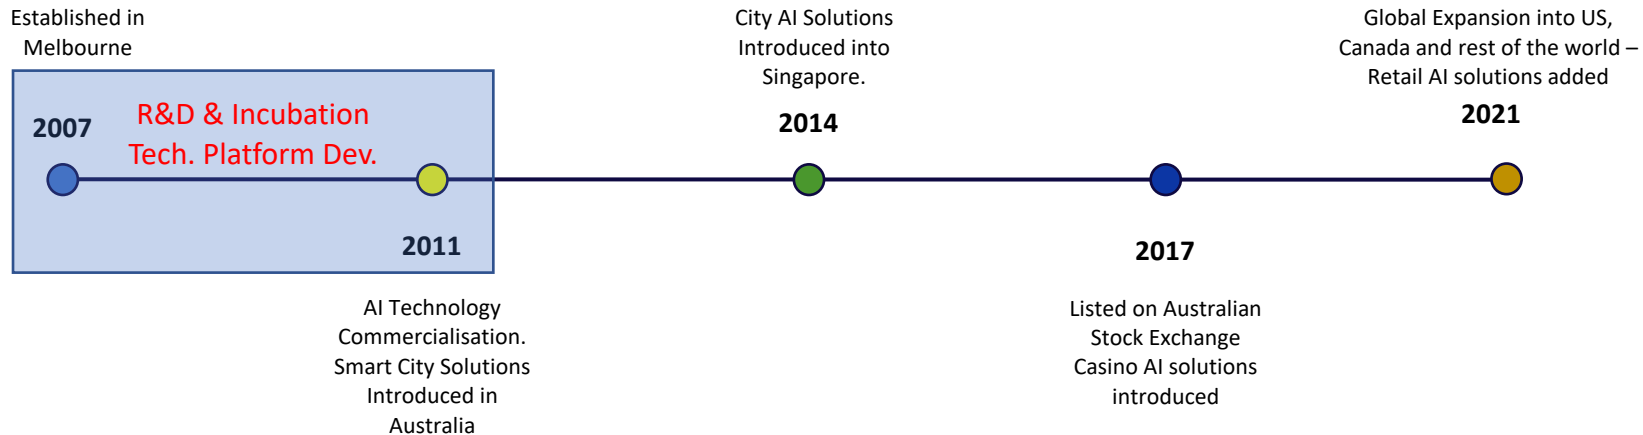 Established in
Melbourne
2007
R&D & Incubation
Tech. Platform Dev.
2011
AI Technology
Commercialisation.
Smart City Solutions
Introduced in
Australia
City AI Solutions
Introduced into
Singapore.
2014
2017
Listed on Australian
Stock Exchange
Casino AI solutions
introduced
Global Expansion into US,
Canada and rest of the world –
Retail AI solutions added
2021